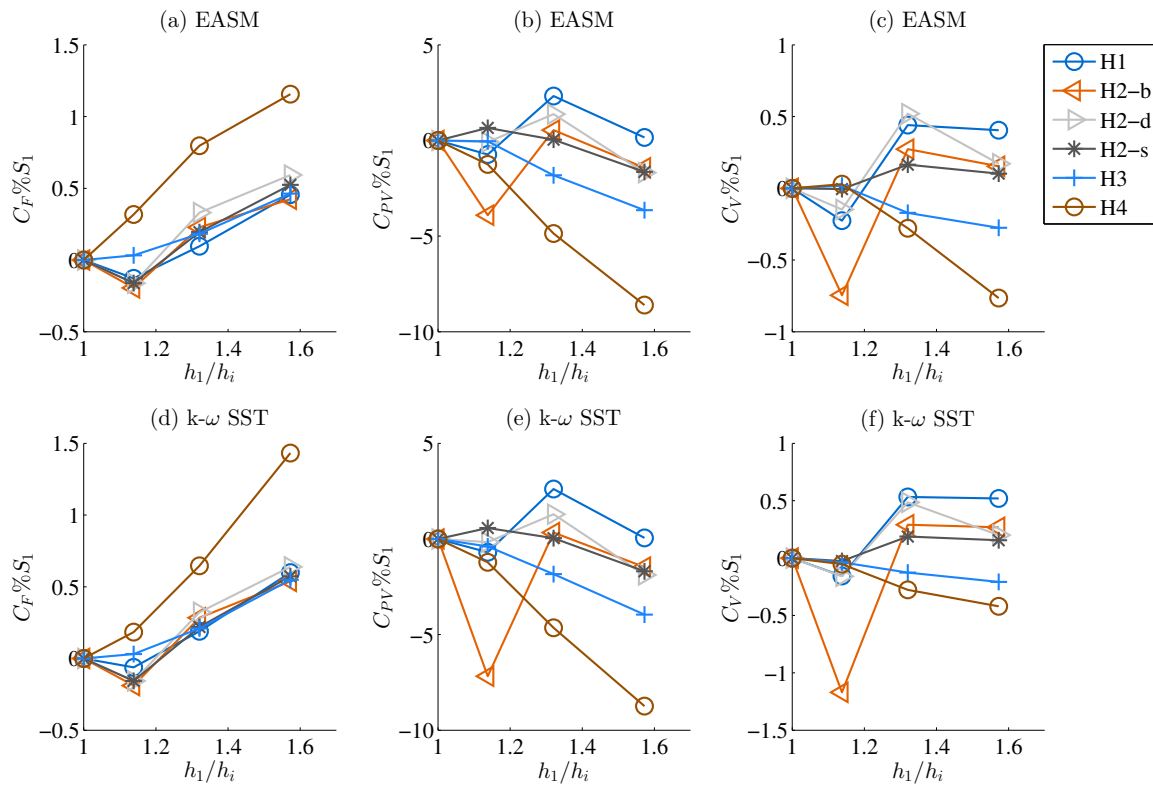 (a) EASM
(b) EASM
(c) EASM
1.5
1
0.5
0
−0.5
C_F%S_1
1
1.2
1.4
1.6
h_1/h_i
5
0
−5
−10
C_PV%S_1
1
1.2
1.4
1.6
h_1/h_i
1
0.5
0
−0.5
−1
C_V%S_1
1
1.2
1.4
1.6
h_1/h_i
H1
H2−b
H2−d
H2−s
H3
H4
(d) k-ω SST
(e) k-ω SST
(f) k-ω SST
1.5
1
0.5
0
−0.5
C_F%S_1
1
1.2
1.4
1.6
h_1/h_i
5
0
−5
−10
C_PV%S_1
1
1.2
1.4
1.6
h_1/h_i
1
0.5
0
−0.5
−1
−1.5
C_V%S_1
1
1.2
1.4
1.6
h_1/h_i